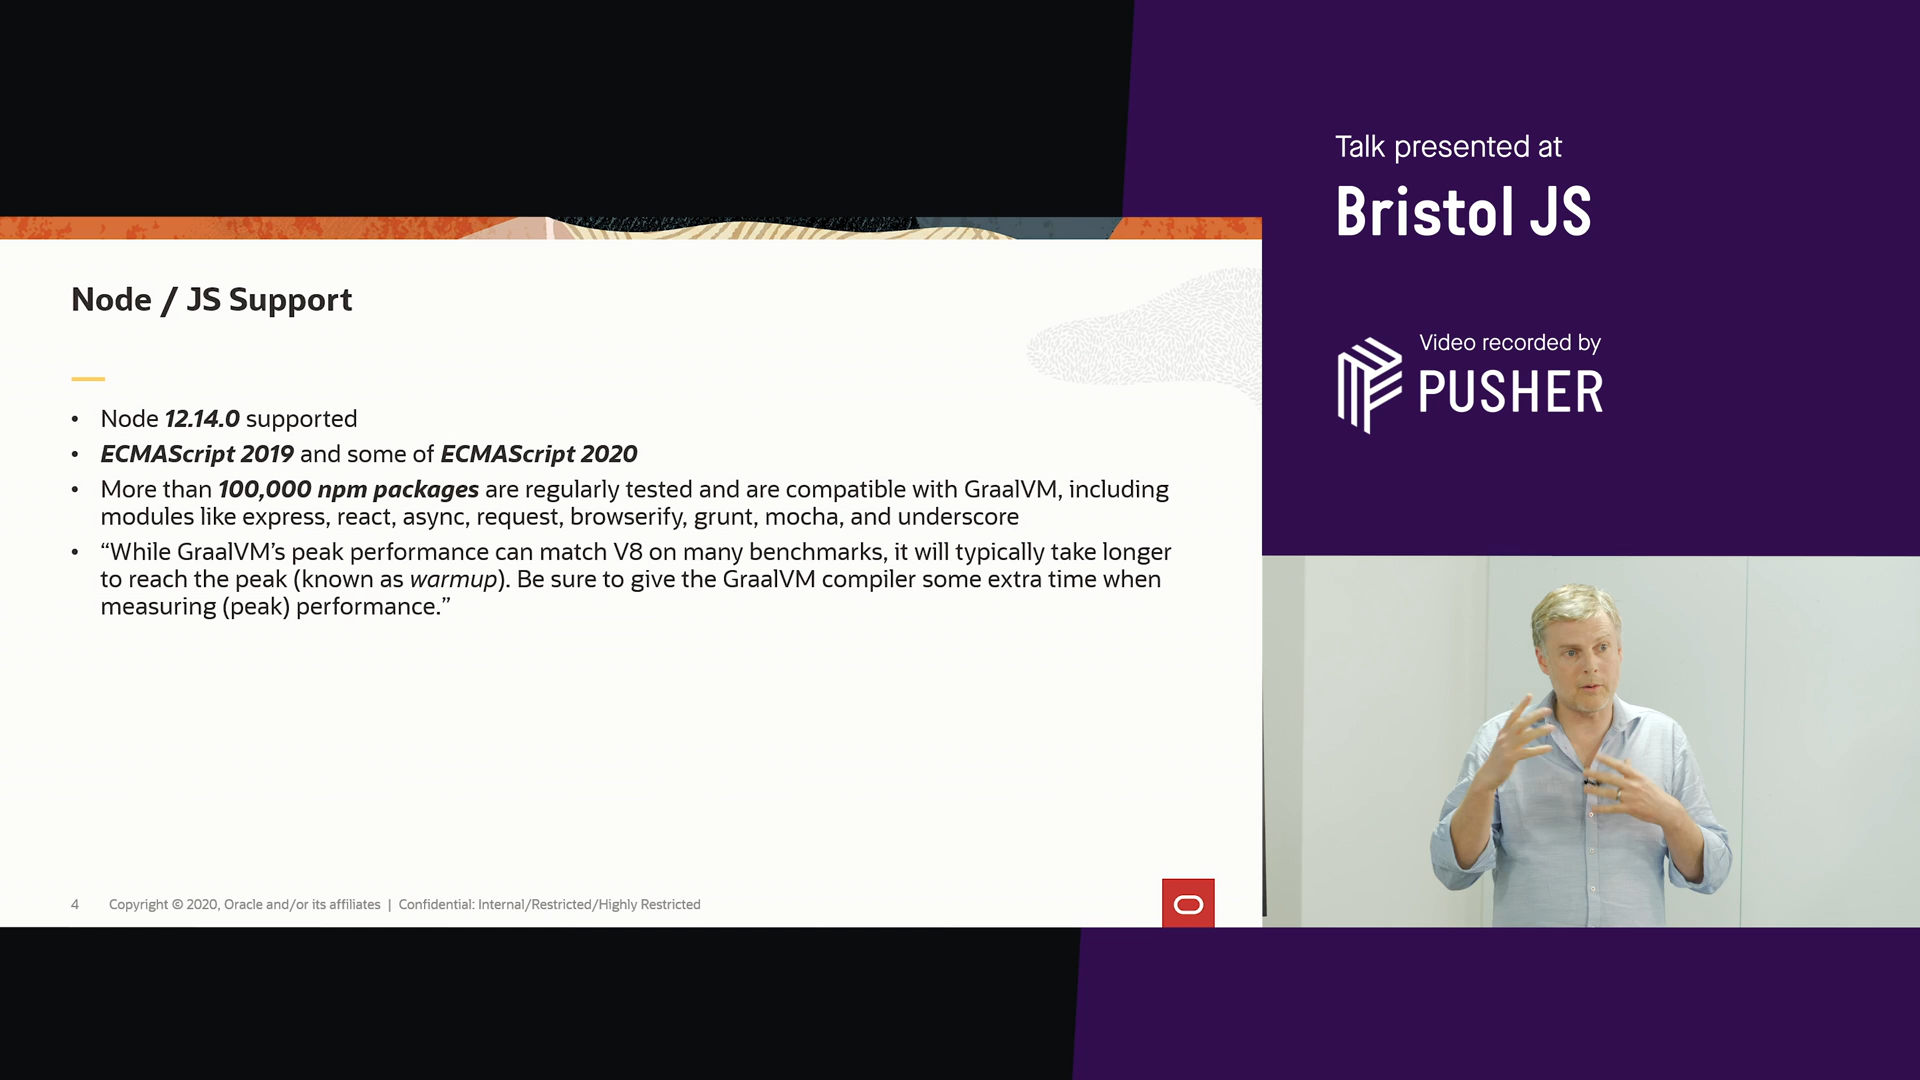 Talk presented at
Bristol JS
Video recorded by
PUSHER
Node / JS Support
• Node 12.14.0 supported
• ECMAScript 2019 and some of ECMAScript 2020
• More than 100,000 npm packages are regularly tested and are compatible with GraalVM, including
modules like express, react, async, request, browserify, grunt, mocha, and underscore
• “While GraalVM’s peak performance can match V8 on many benchmarks, it will typically take longer
to reach the peak (known as warmup). Be sure to give the GraalVM compiler some extra time when
measuring (peak) performance.”
4 Copyright © 2020, Oracle and/or its affiliates | Confidential: Internal/Restricted/Highly Restricted